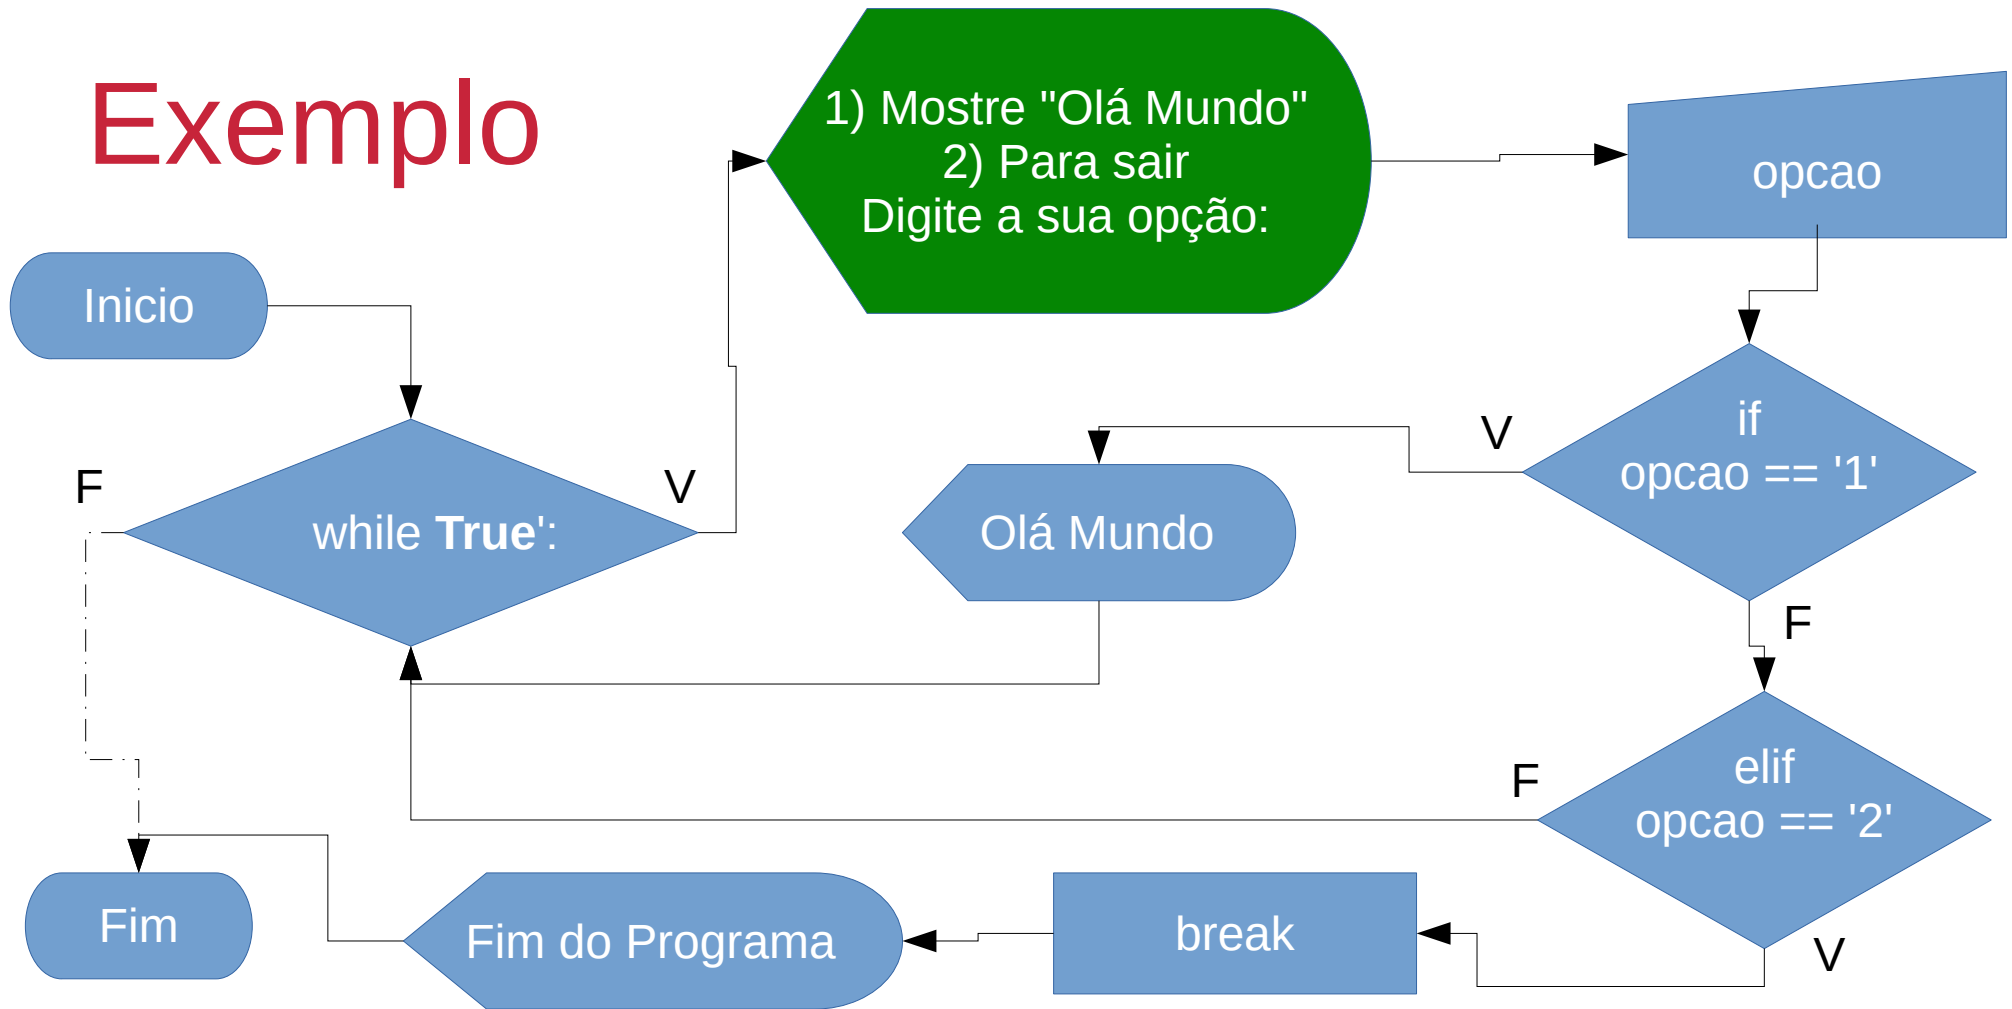 Exemplo
1) Mostre "Olá Mundo"
2) Para sair
Digite a sua opção:
opcao
Inicio
if
opcao == '1'
V
F
V
while True':
Olá Mundo
F
elif
opcao == '2'
F
V
break
Fim do Programa
Fim